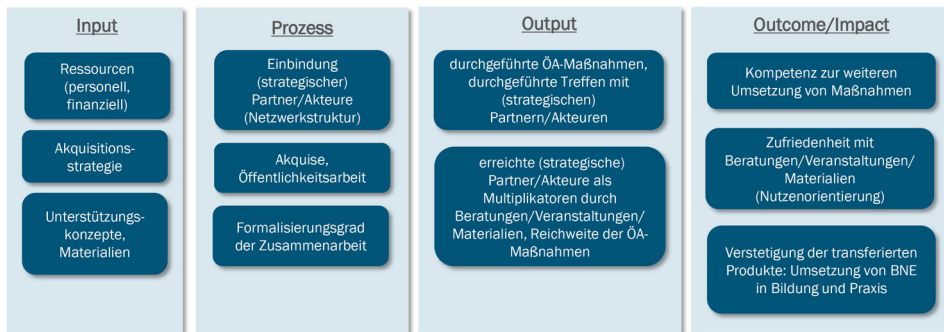 Input
Ressourcen
(personell,
finanziell)
Akquisitions-
strategie
Unterstützungs-
konzepte,
Materialien
Prozess
Einbindung
(strategischer)
Partner/Akteure
(Netzwerkstruktur)
Akquise,
Öffentlichkeitsarbeit
Formalisierungsgrad
der Zusammenarbeit
Output
durchgeführte ÖA-Maßnahmen,
durchgeführte Treffen mit
(strategischen)
Partnern/Akteuren
erreichte (strategische)
Partner/Akteure als
Multiplikatoren durch
Beratungen/Veranstaltungen/
Materialien, Reichweite der ÖA-
Maßnahmen
Outcome/Impact
Kompetenz zur weiteren
Umsetzung von Maßnahmen
Zufriedenheit mit
Beratungen/Veranstaltungen/
Materialien
(Nutzenorientierung)
Verstetigung der transferierten
Produkte: Umsetzung von BNE
in Bildung und Praxis